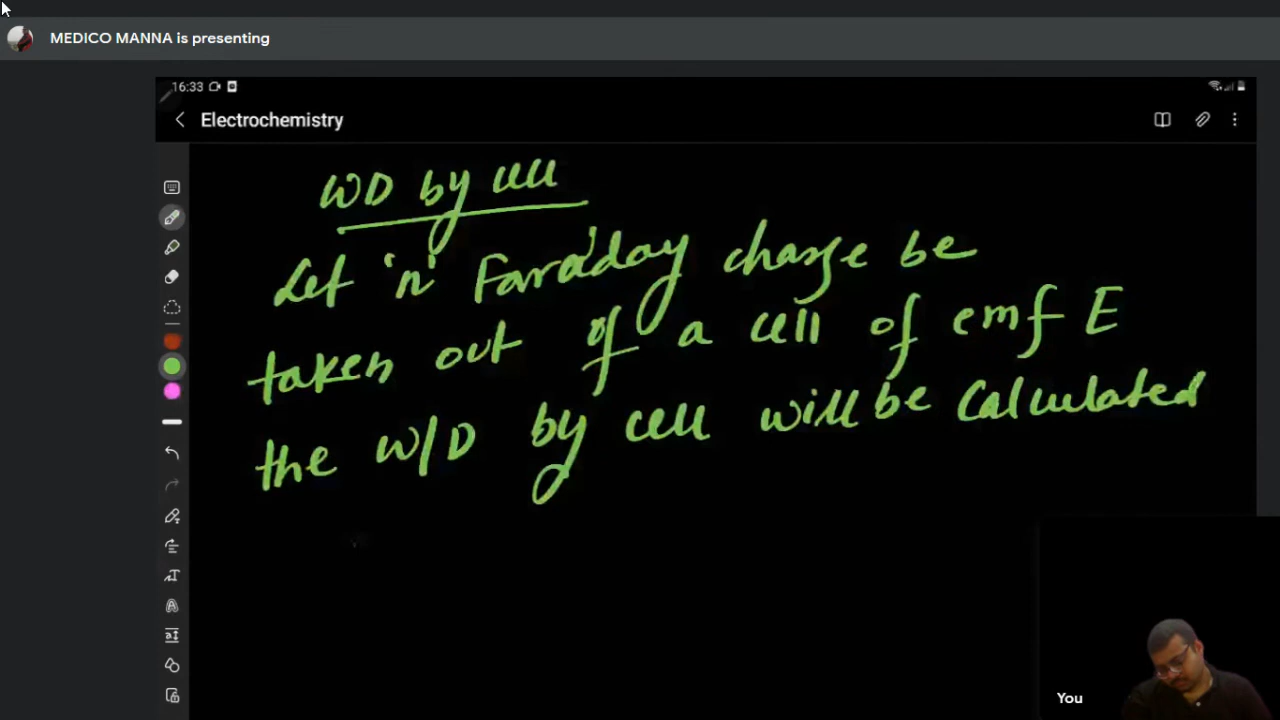 MEDICO MANNA is presenting
16:33
Electrochemistry
WD by cell
Let 'n' Faraday charge be
taken out of a cell of emf E
the W/D by cell will be Calculated
You